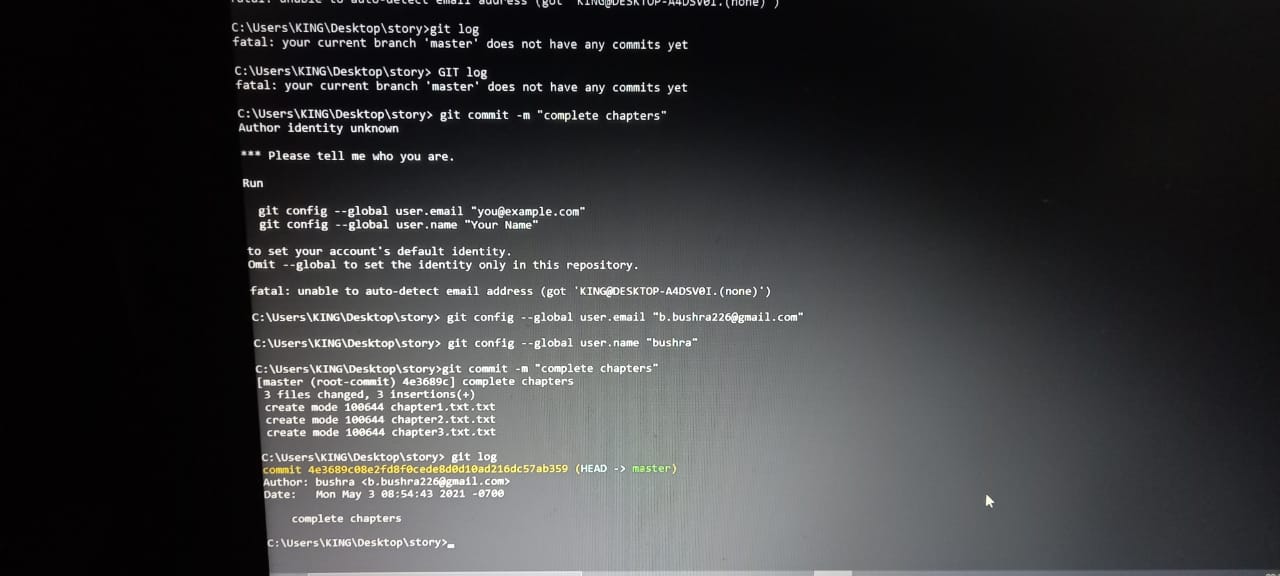 fatal: unable to auto-detect email address (got 'KING@DESKTOP-A4DSV0I.(none)')
C:\Users\KING\Desktop\story>git log
fatal: your current branch 'master' does not have any commits yet
C:\Users\KING\Desktop\story> GIT log
fatal: your current branch 'master' does not have any commits yet
C:\Users\KING\Desktop\story> git commit -m "complete chapters"
Author identity unknown
*** Please tell me who you are.
Run
git config --global user.email "you@example.com"
git config --global user.name "Your Name"
to set your account's default identity.
Omit --global to set the identity only in this repository.
fatal: unable to auto-detect email address (got 'KING@DESKTOP-A4DSV0I.(none)')
C:\Users\KING\Desktop\story> git config --global user.email "b.bushra226@gmail.com"
C:\Users\KING\Desktop\story> git config --global user.name "bushra"
C:\Users\KING\Desktop\story>git commit -m "complete chapters"
[master (root-commit) 4e3689c] complete chapters
3 files changed, 3 insertions(+)
create mode 100644 chapter1.txt.txt
create mode 100644 chapter2.txt.txt
create mode 100644 chapter3.txt.txt
C:\Users\KING\Desktop\story> git log
commit 4e3689c08e2fd8f0cede8d0d10ad216dc57ab359 (HEAD -> master)
Author: bushra <b.bushra226@gmail.com>
Date: Mon May 3 08:54:43 2021 -0700
complete chapters
C:\Users\KING\Desktop\story>